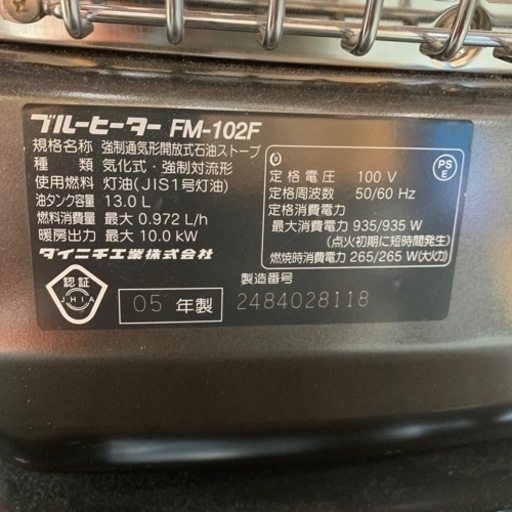 ブルーヒーター FM-102F
規格名称 強制通気形開放式石油ストーブ
種類 気化式・強制対流形
使用燃料 灯油(JIS1号灯油)
油タンク容量 13.0L
燃料消費量 最大 0.972 L/h
暖房出力 最大 10.0 kW
ダイニチ工業株式会社
認証
JHIA
05 年製
定格電圧 100 V
定格周波数 50/60 Hz
定格消費電力
最大消費電力 935/935 W
(点火初期に短時間発生)
燃焼時消費電力 265/265 W(大火力)
PS
E
製造番号
2484028118